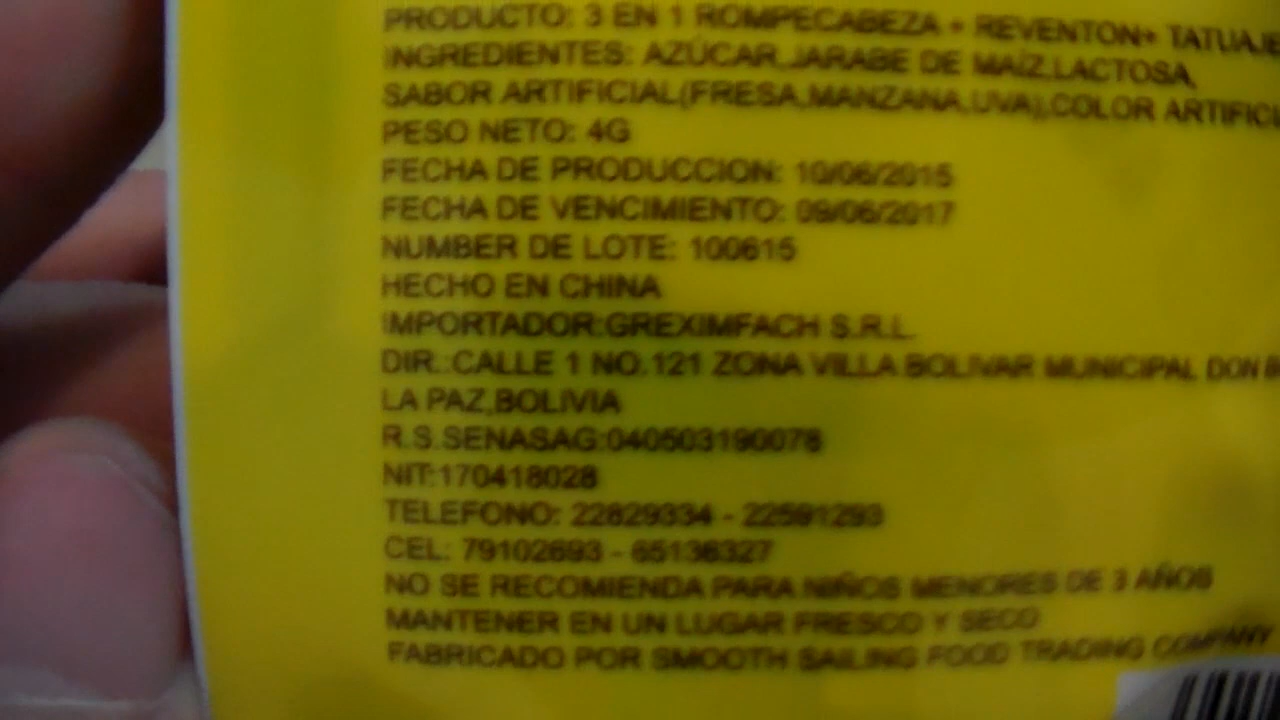 PRODUCTO: 3 EN 1 ROMPECABEZA + REVENTON+ TATUAJE
INGREDIENTES: AZÚCAR,JARABE DE MAÍZ,LACTOSA,
SABOR ARTIFICIAL(FRESA,MANZANA,UVA),COLOR ARTIFICI
PESO NETO: 4G
FECHA DE PRODUCCION: 10/06/2015
FECHA DE VENCIMIENTO: 09/06/2017
NUMBER DE LOTE: 100615
HECHO EN CHINA
IMPORTADOR:GREXIMFACH S.R.L.
DIR.:CALLE 1 NO.121 ZONA VILLA BOLIVAR MUNICIPAL DON
LA PAZ,BOLIVIA
R.S.SENASAG:040503190078
NIT:170418028
TELEFONO: 22829334 - 22591293
CEL: 79102693 - 65136327
NO SE RECOMIENDA PARA NIÑOS MENORES DE 3 AÑOS
MANTENER EN UN LUGAR FRESCO Y SECO
FABRICADO POR SMOOTH SAILING FOOD TRADING COMPANY